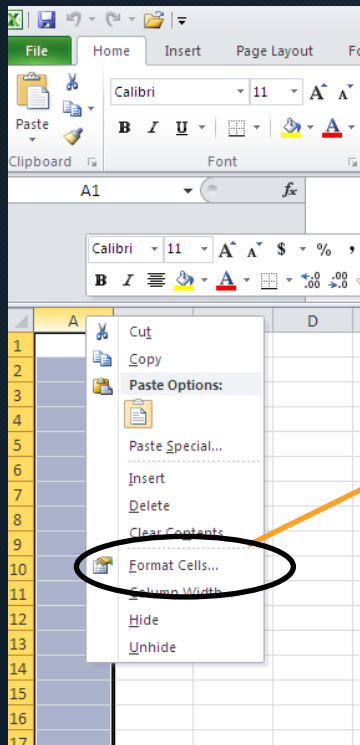 File Home Insert Page Layout
Calibri 11 A A
Paste B I U A
Clipboard Font
A1 fx
Calibri 11 A A $ % ,
B I A .00 .00
A D
1 Cut
2 Copy
3 Paste Options:
4
5 Paste Special...
6 Insert
7 Delete
8 Clear Contents
9
10 Format Cells...
11 Column Width...
12 Hide
13 Unhide
14
15
16
17